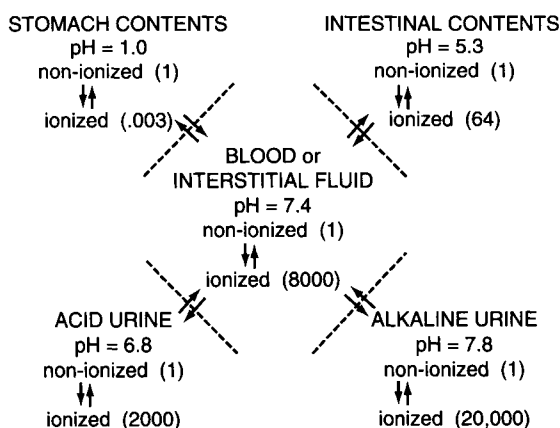 STOMACH CONTENTS
pH = 1.0
non-ionized (1)
ionized (.003)
INTESTINAL CONTENTS
pH = 5.3
non-ionized (1)
ionized (64)
BLOOD or
INTERSTITIAL FLUID
pH = 7.4
non-ionized (1)
ionized (8000)
ACID URINE
pH = 6.8
non-ionized (1)
ionized (2000)
ALKALINE URINE
pH = 7.8
non-ionized (1)
ionized (20,000)